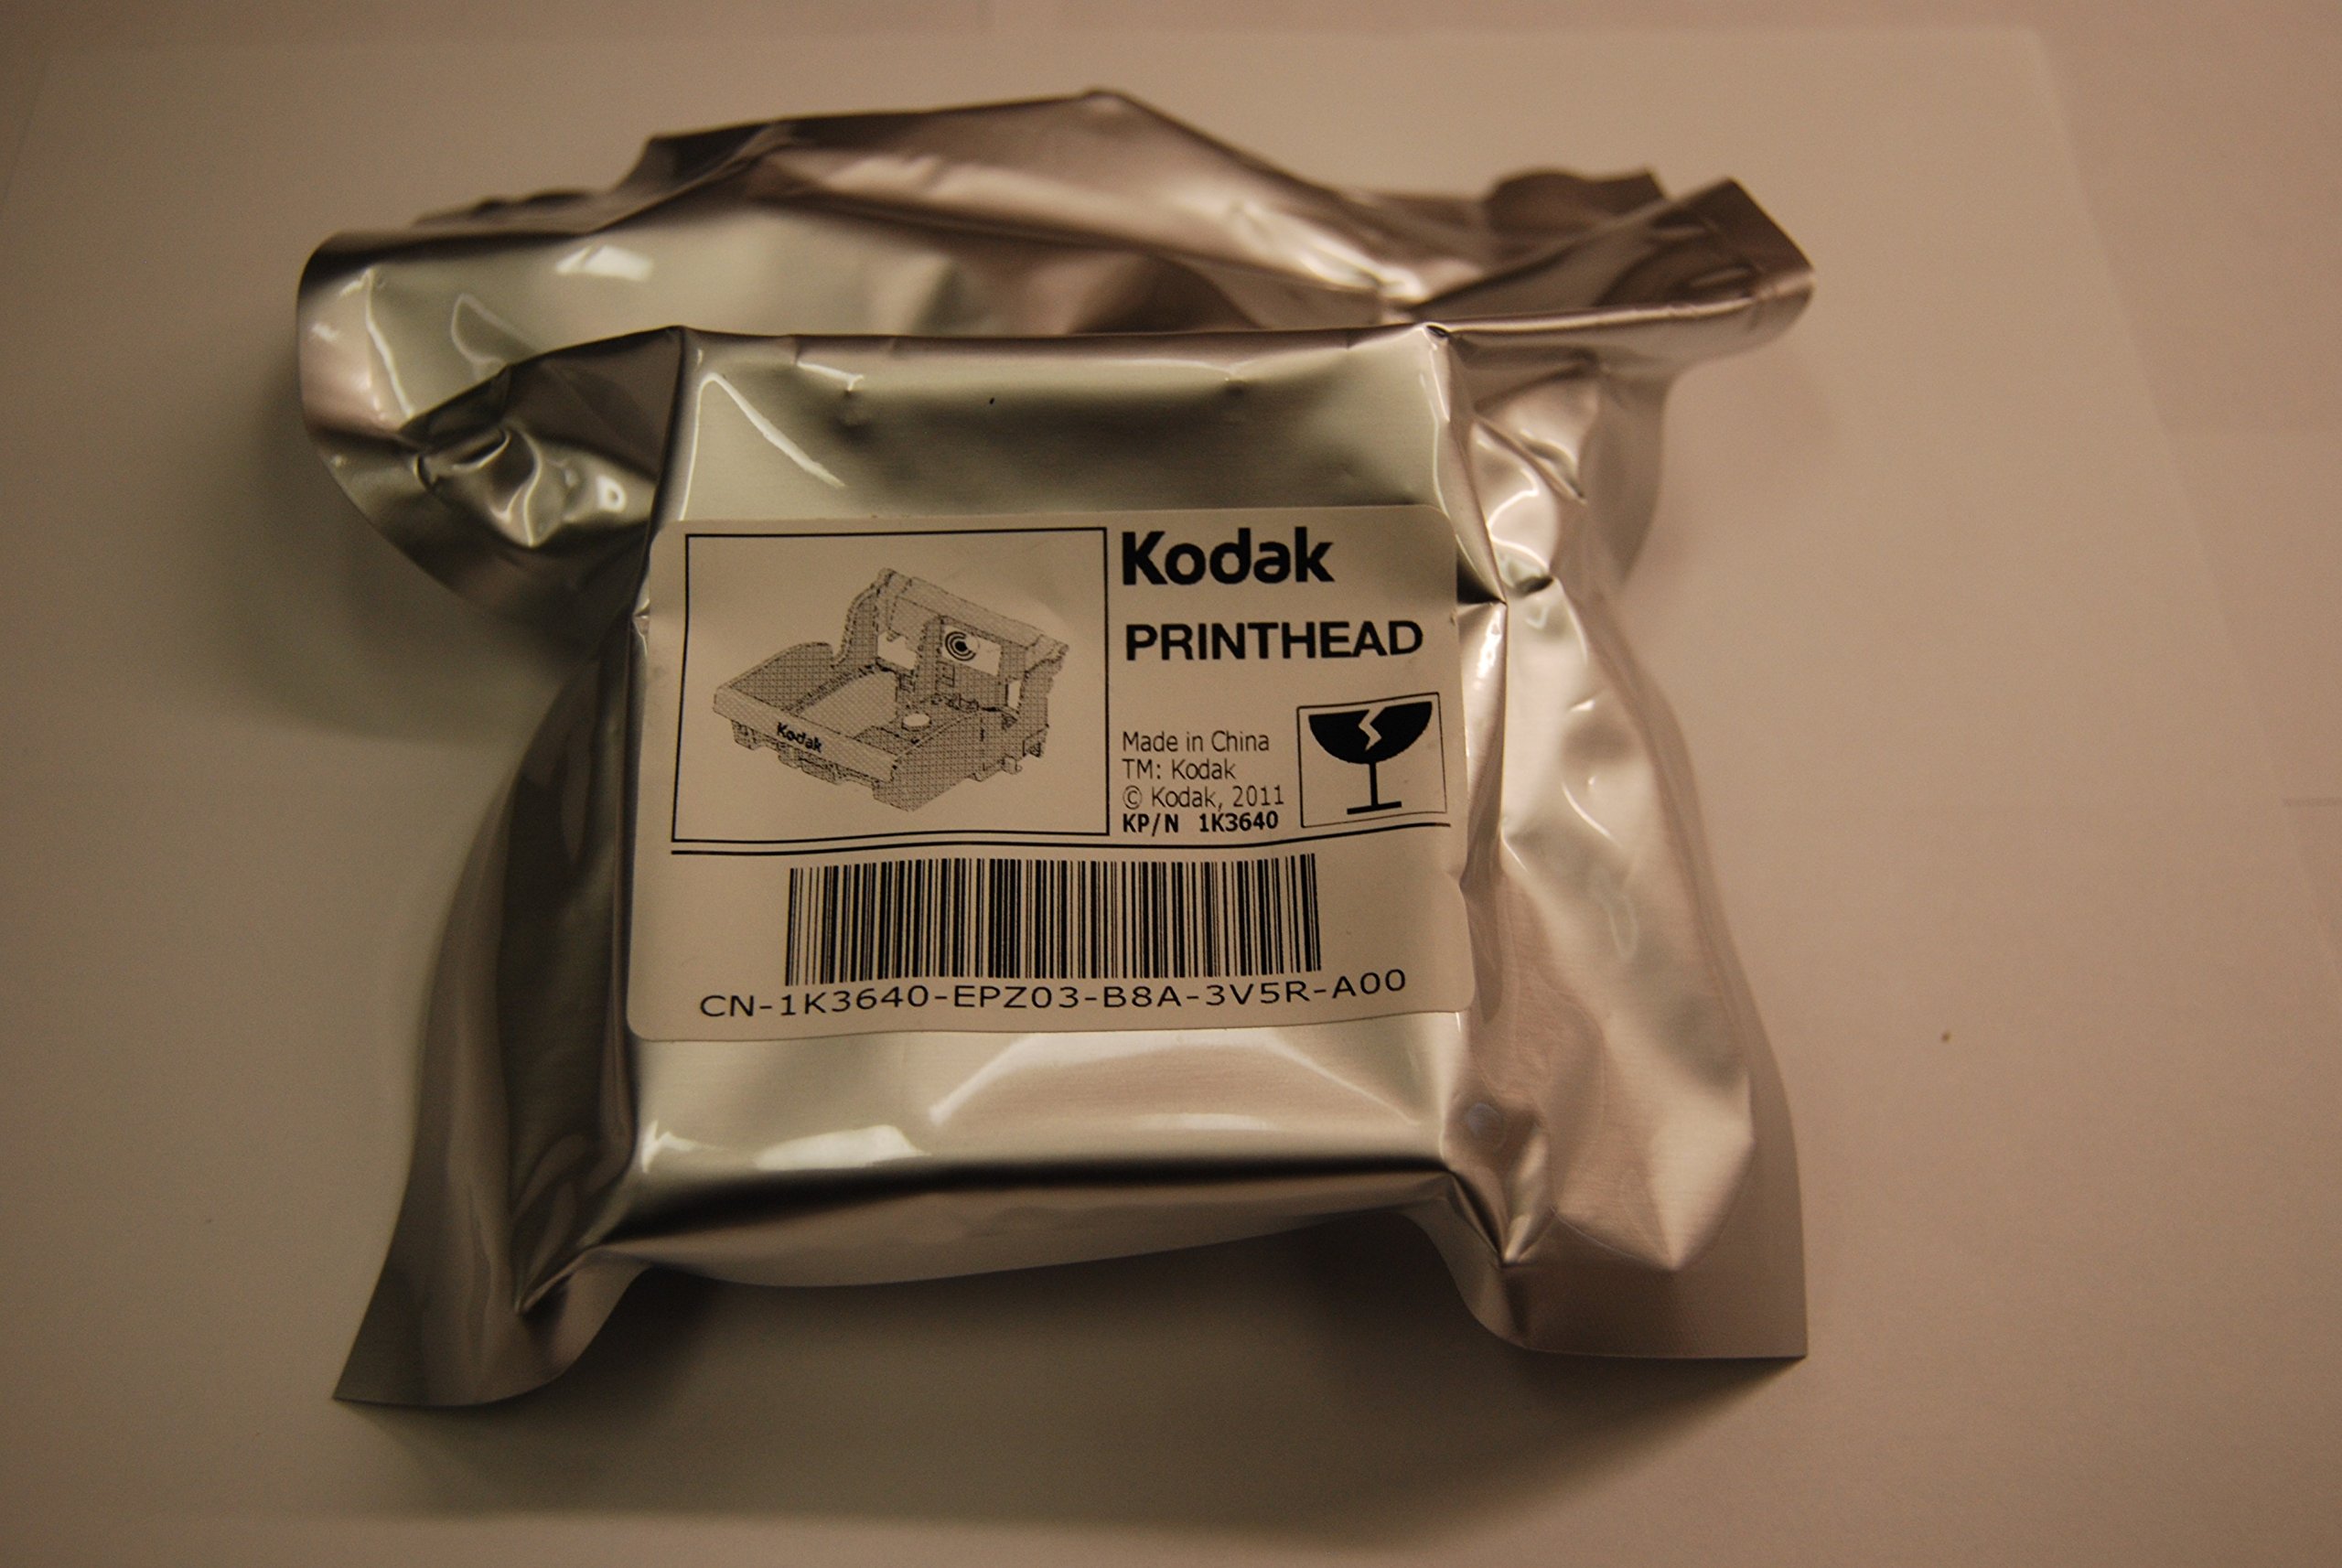 Kodak
PRINTHEAD
Kodak
Made in China
TM: Kodak
© Kodak, 2011
KP/N 1K3640
CN-1K3640-EPZ03-B8A-3V5R-A00